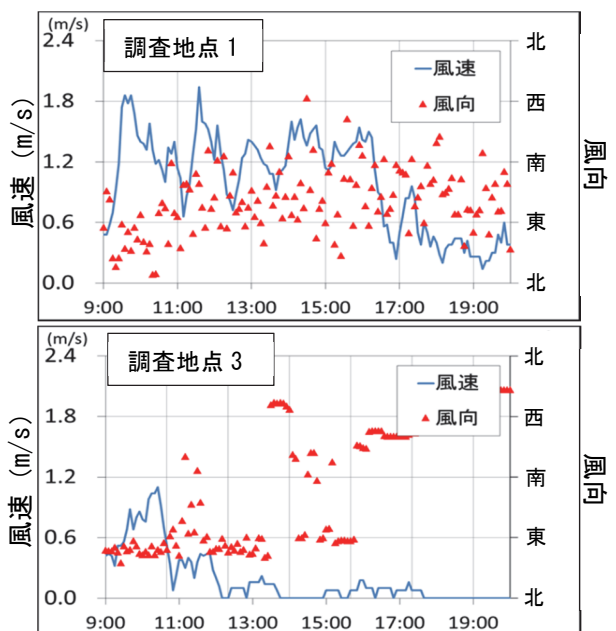 (m/s)
調査地点 1
風速
風向
2.4
1.8
1.2
0.6
0.0
風速 (m/s)
北
西
南
東
北
風向
9:00 11:00 13:00 15:00 17:00 19:00
(m/s)
調査地点 3
風速
風向
2.4
1.8
1.2
0.6
0.0
風速 (m/s)
北
西
南
東
北
風向
9:00 11:00 13:00 15:00 17:00 19:00